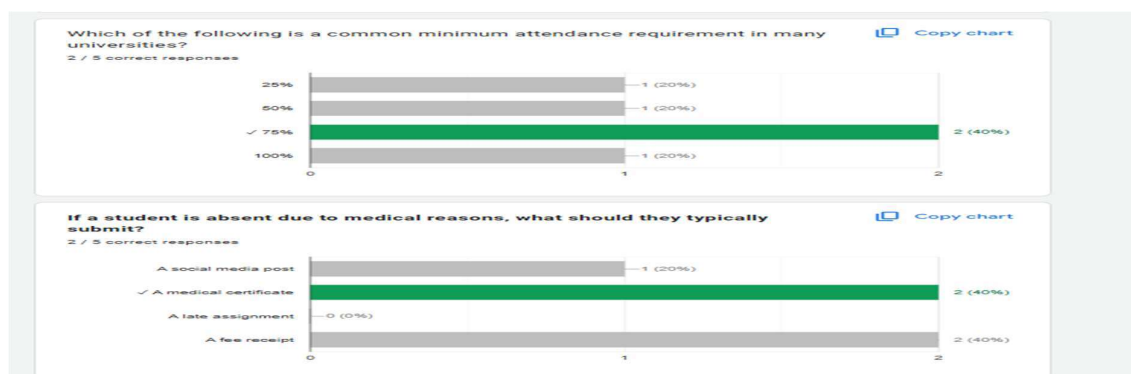 Which of the following is a common minimum attendance requirement in many
Copy chart
universities?
2 / 5 correct responses
25%
1 (20%)
50%
1 (20%)
✓ 75%
2 (40%)
100%
1 (20%)
0 1 2
If a student is absent due to medical reasons, what should they typically
Copy chart
submit?
2 / 5 correct responses
A social media post
1 (20%)
✓ A medical certificate
2 (40%)
A late assignment
0 (0%)
A fee receipt
2 (40%)
0 1 2